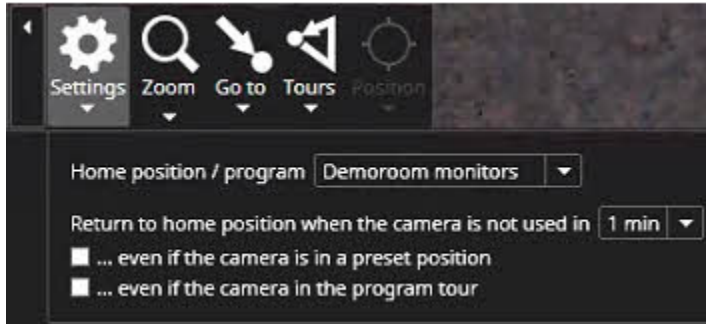 Settings Zoom Go to Tours Position
Home position / program Demoroom monitors
Return to home position when the camera is not used in 1 min
... even if the camera is in a preset position
... even if the camera in the program tour